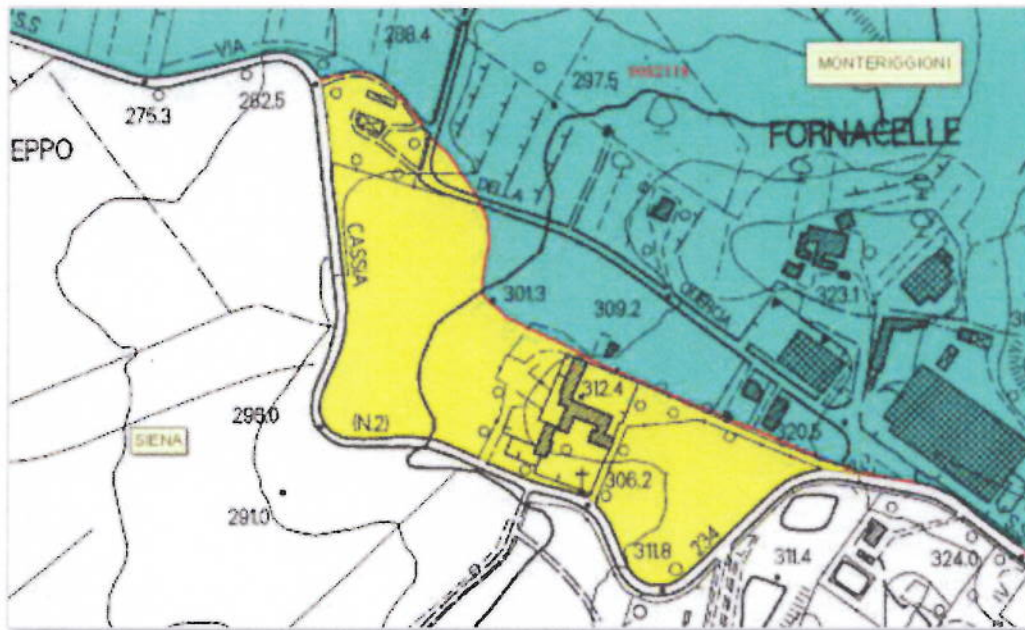 S.S
VIA
288.4
297.5
MONTERIGGIONI
275.3
282.5
FORNACELLE
EPPO
DELLA
CASSIA
QUERCIA
301.3
309.2
323.1
312.4
296.0
(N.2)
320.5
SIENA
306.2
291.0
311.8
234
311.4
324.0